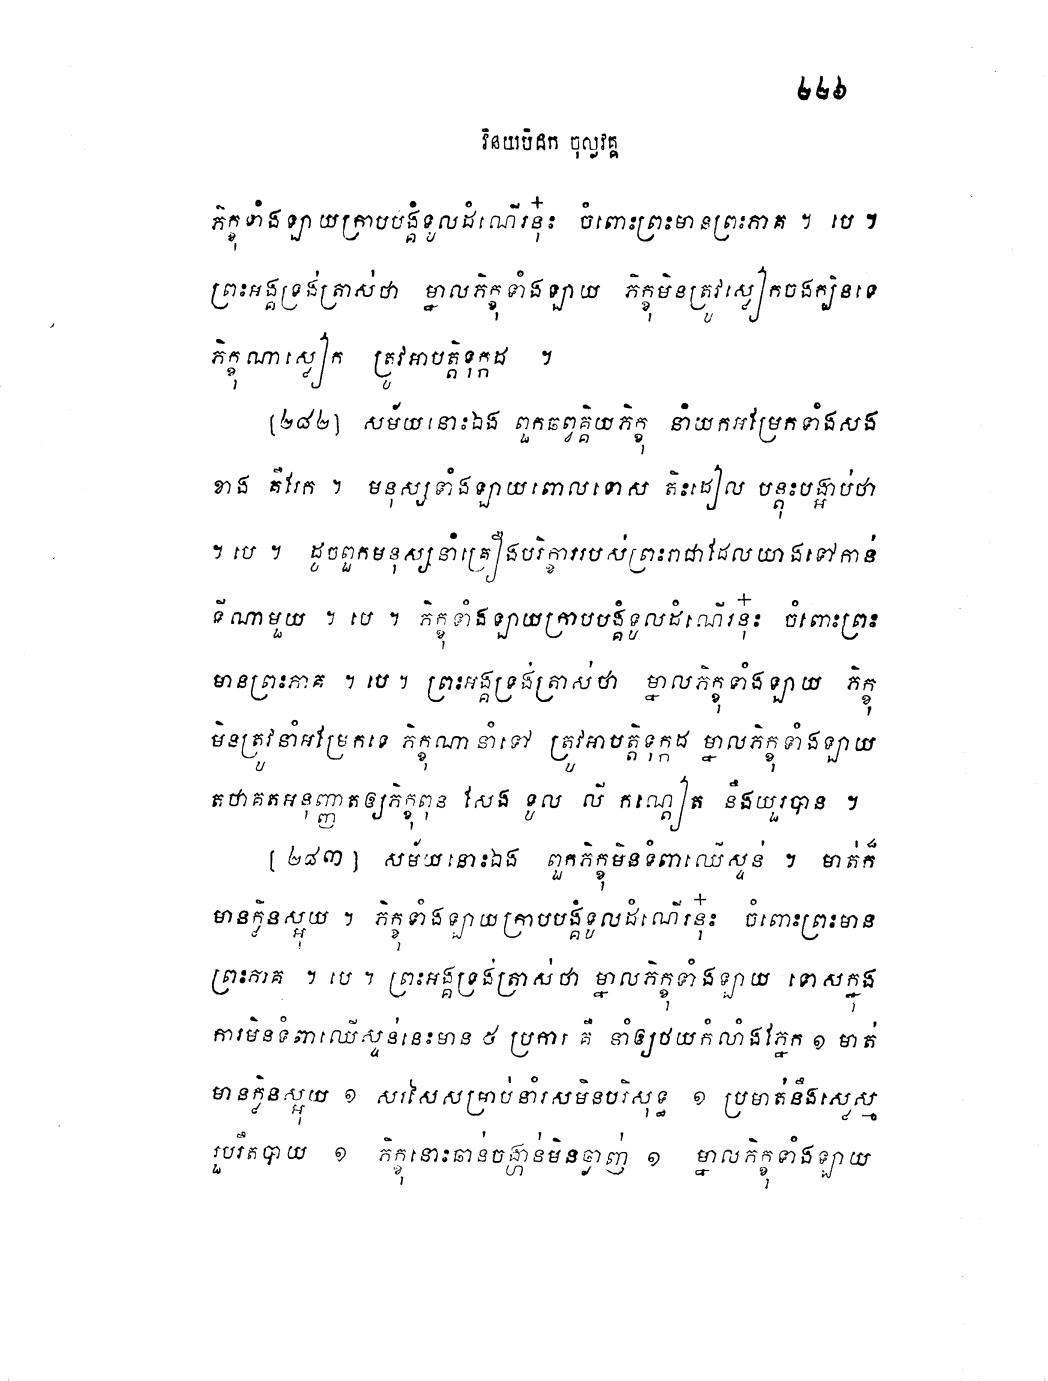 ២២៦
វិនយបិដក ចុល្លវគ្គ
ភិក្ខុទាំងឡាយក្រាបបង្គំទូលដំណើរនុ៎ះ ចំពោះព្រះមានព្រះភាគ ។ បេ ។
ព្រះអង្គទ្រង់ត្រាស់ថា ម្នាលភិក្ខុទាំងឡាយ ភិក្ខុមិនត្រូវស្លៀកចងក្បិនទេ
ភិក្ខុណាស្លៀក ត្រូវអាបត្តិទុក្កដ ។
[២៨២] សម័យនោះឯង ពួកឆព្វគ្គិយភិក្ខុ នាំយកអម្រែកទាំងសង
ខាង គឺរែក ។ មនុស្សទាំងឡាយពោលទោស តិះដៀល បន្តុះបង្អាប់ថា
។ បេ ។ ដូចពួកមនុស្សនាំគ្រឿងបរិក្ខាររបស់ព្រះរាជាដែលយាងទៅកាន់
ទីណាមួយ ។ បេ ។ ភិក្ខុទាំងឡាយក្រាបបង្គំទូលដំណើរនុ៎ះ ចំពោះព្រះ
មានព្រះភាគ ។ បេ ។ ព្រះអង្គទ្រង់ត្រាស់ថា ម្នាលភិក្ខុទាំងឡាយ ភិក្ខុ
មិនត្រូវនាំអម្រែកទេ ភិក្ខុណានាំទៅ ត្រូវអាបត្តិទុក្កដ ម្នាលភិក្ខុទាំងឡាយ
តថាគតអនុញ្ញាតឲ្យភិក្ខុពុន សែង ទូល លី កណ្តៀត នឹងយួរបាន ។
[២៨៣] សម័យនោះឯង ពួកភិក្ខុមិនទំពាឈើស្ទន់ ។ មាត់ក៏
មានក្លិនស្អុយ ។ ភិក្ខុទាំងឡាយក្រាបបង្គំទូលដំណើរនុ៎ះ ចំពោះព្រះមាន
ព្រះភាគ ។ បេ ។ ព្រះអង្គទ្រង់ត្រាស់ថា ម្នាលភិក្ខុទាំងឡាយ ទោសក្នុង
ការមិនទំពាឈើស្ទន់នេះមាន ៥ ប្រការ គឺ នាំឲ្យថយកំលាំងភ្នែក ១ មាត់
មានក្លិនស្អុយ ១ សរសៃសម្រាប់នាំរសមិនបរិសុទ្ធ ១ ប្រមាត់នឹងស្លេស្ម
រួបរឹតបាយ ១ ភិក្ខុនោះឆាន់ចង្ហាន់មិនឆ្ងាញ់ ១ ម្នាលភិក្ខុទាំងឡាយ